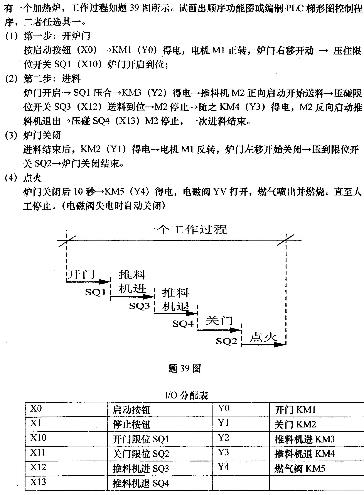 有一个加热炉，工作过程如题39图所示，试画出顺序功能图或编制PLC梯形图控制程
序，二者任选其一。
(1) 第一步：开炉门
按启动按钮（X0）→KM1（Y0）得电，电机M1正转，炉门右移开动 → 压住限
位开关SQ1（X10）炉门开启到位；
(2) 第二步：进料
炉门开启→SQ1压合→KM3（Y2）得电→推料机M2正向启动开始送料→压碰限
位开关SQ3（X12）送料到位→M2停止→随之KM4（Y3）得电，M2反向启动推
料机退出→压碰SQ4（X13）M2停止，一次进料结束。
(3) 炉门关闭
进料结束后，KM2（Y1）得电→电机M1反转，炉门左移开始关闭→压到限位开
关SQ2→炉门关闭结束。
(4) 点火
炉门关闭后10秒→KM5（Y4）得电，电磁阀YV打开，燃气喷出并燃烧。直至人
工停止。（电磁阀失电时自动关闭）
一个工作过程
开门
推料
机进
SQ1
推料
机退
SQ3
关门
SQ4
点火
SQ2
题39图
I/O分配表
X0 启动按钮 Y0 开门KM1
X1 停止按钮 Y1 关门KM2
X10 开门限位SQ1 Y2 推料机进KM3
X11 关门限位SQ2 Y3 推料机退KM4
X12 推料机进SQ3 Y4 燃气阀KM5
X13 推料机退SQ4